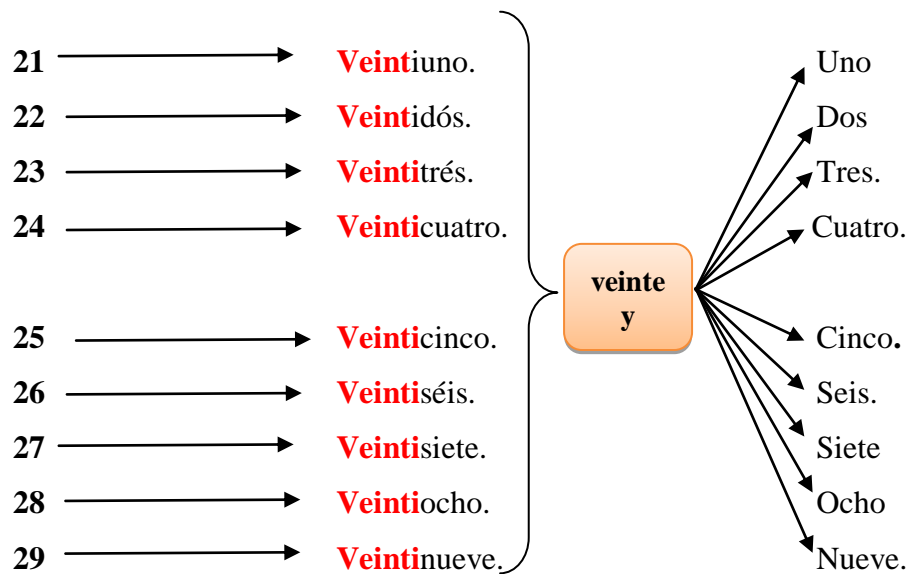 21 Veintiuno. Uno
22 Veintidós. Dos
23 Veintitrés. Tres.
24 Veinticuatro. Cuatro.
veinte
y
25 Veinticinco. Cinco.
26 Veintiséis. Seis.
27 Veintisiete. Siete
28 Veintiocho. Ocho
29 Veintinueve. Nueve.